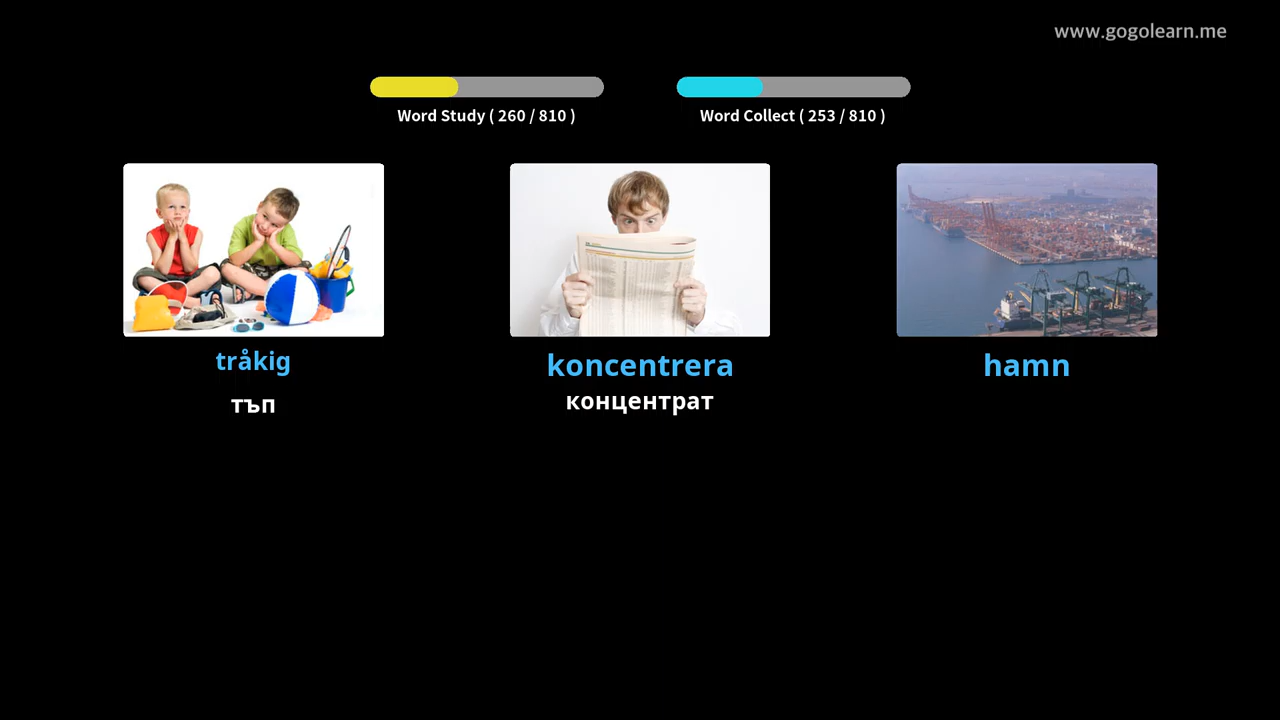 www.gogolearn.me
Word Study ( 260 / 810 )
Word Collect ( 253 / 810 )
tråkig
тъп
koncentrera
концентрат
hamn